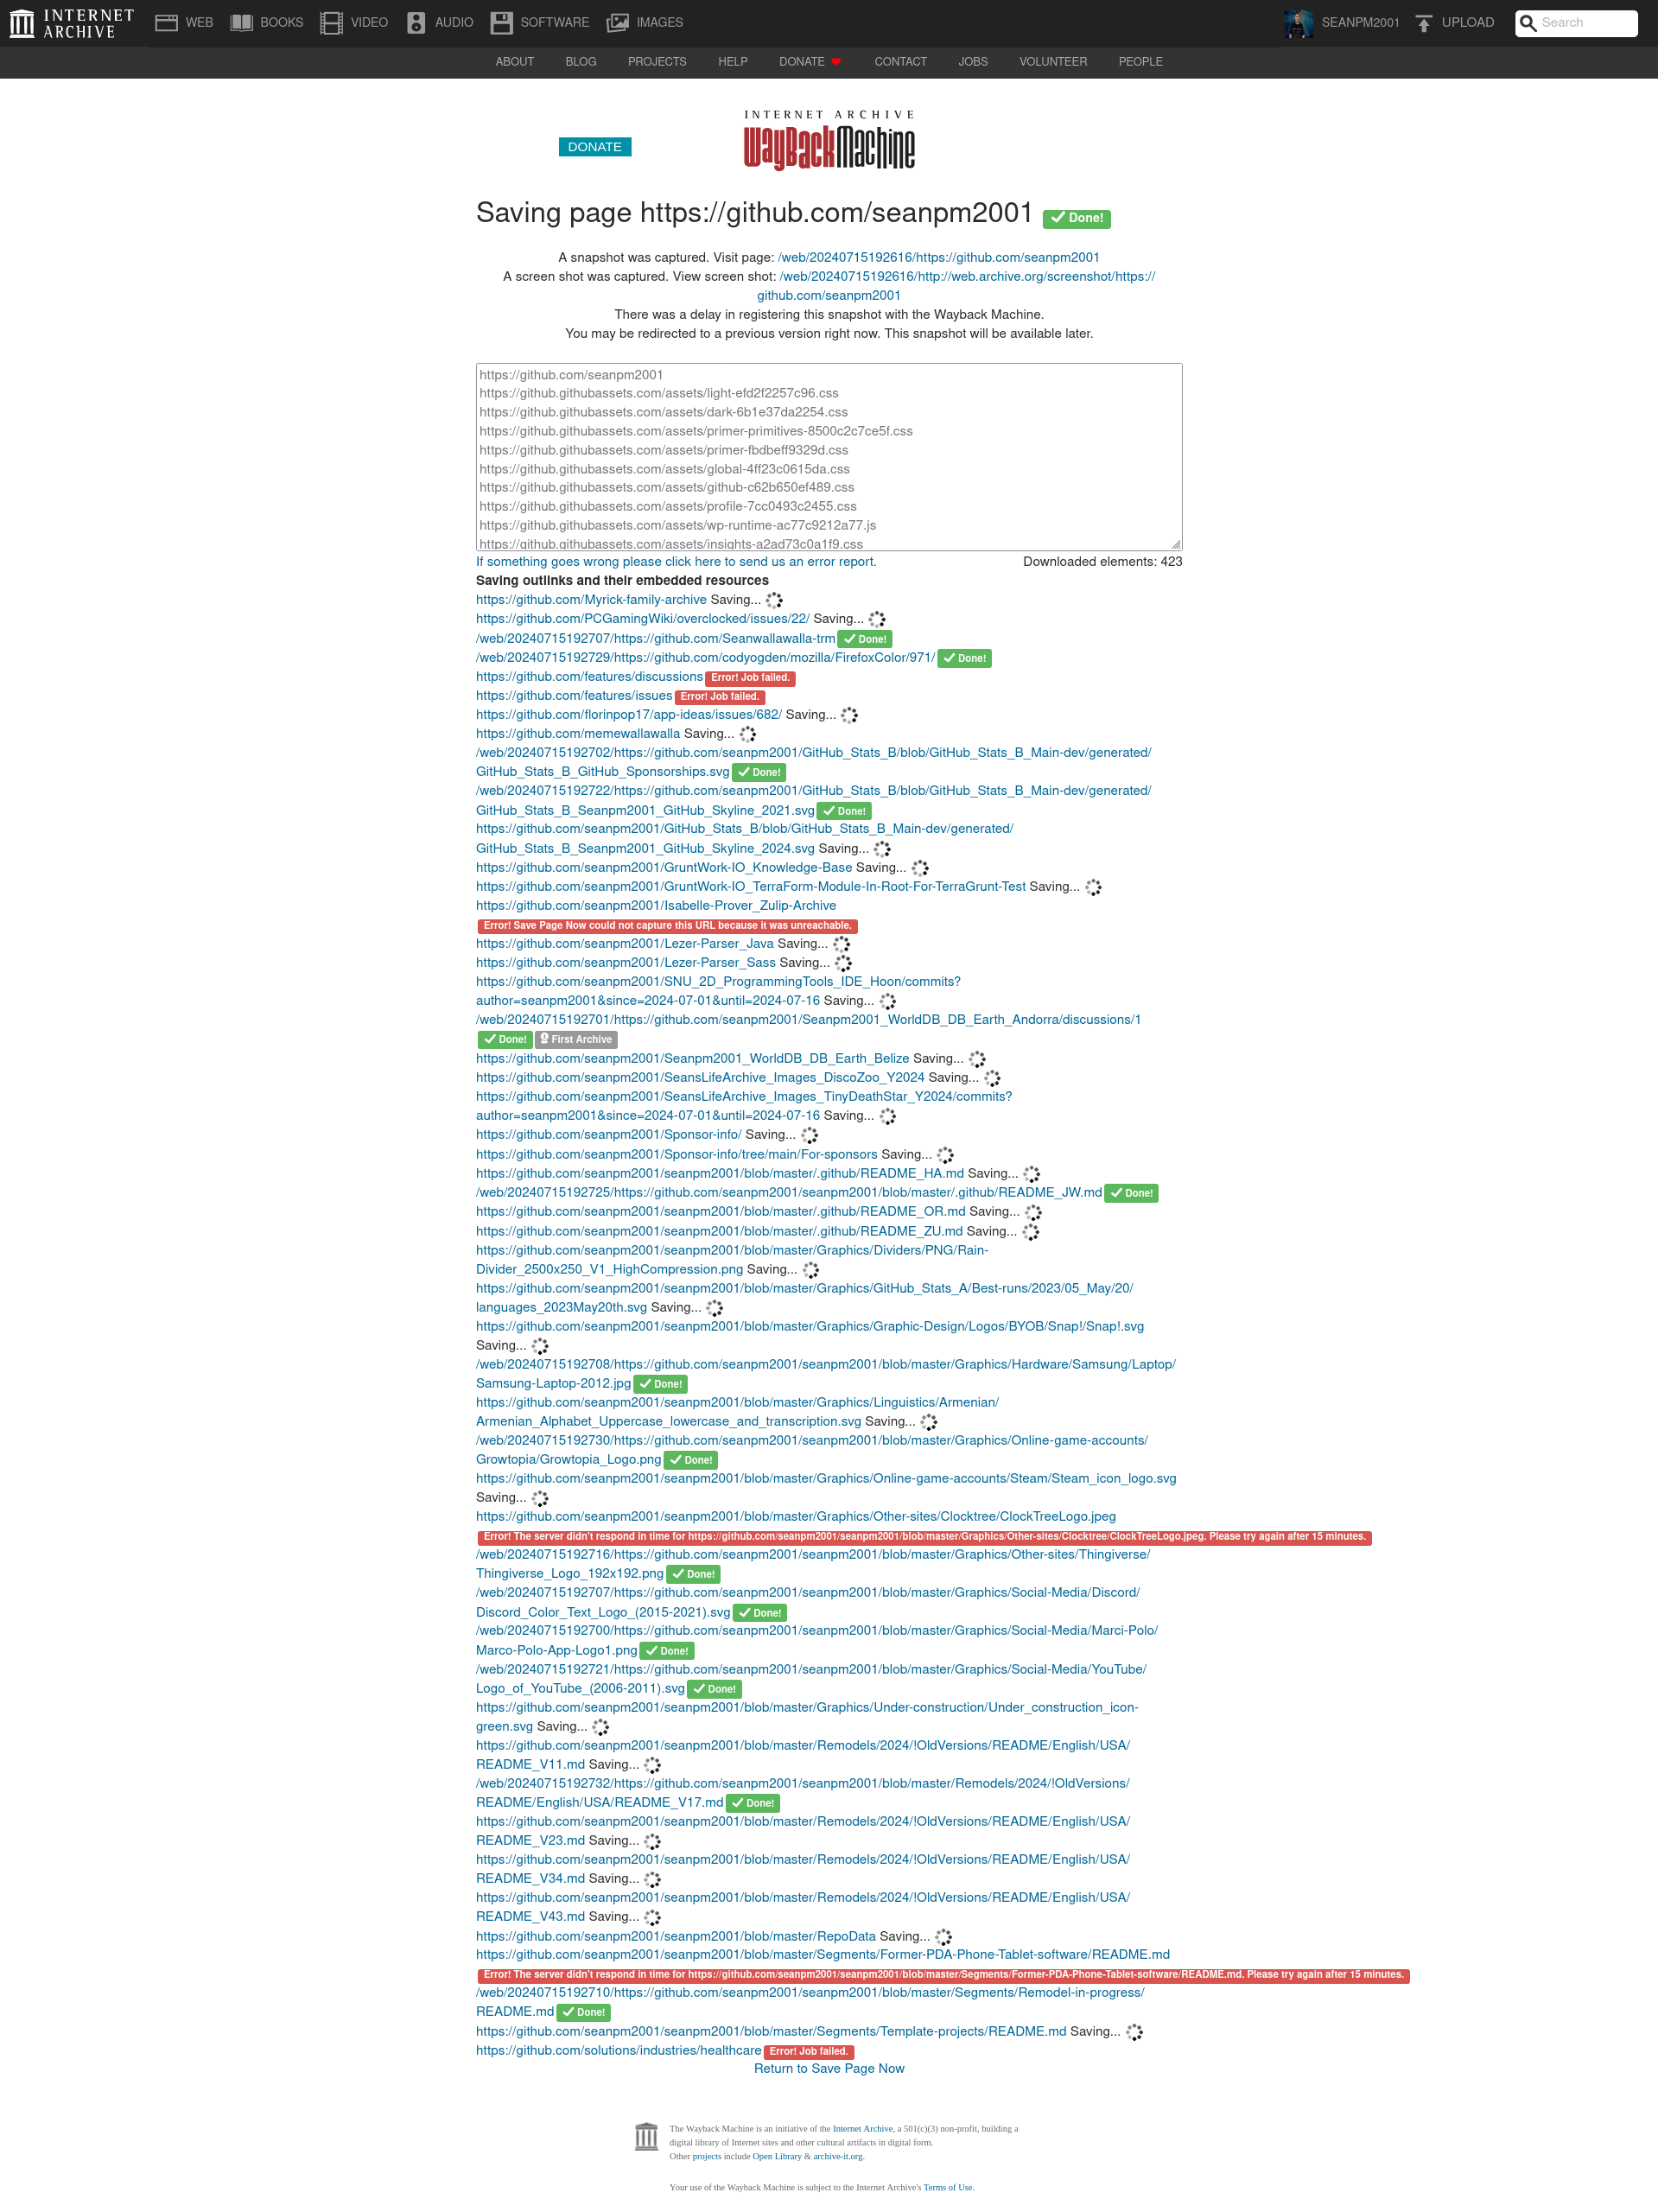 INTERNET ARCHIVE
WEB BOOKS VIDEO AUDIO SOFTWARE IMAGES SEANPM2001 UPLOAD Search
ABOUT BLOG PROJECTS HELP DONATE CONTACT JOBS VOLUNTEER PEOPLE
INTERNET ARCHIVE
DONATE
WayBackMachine
Saving page https://github.com/seanpm2001 Done!
A snapshot was captured. Visit page: /web/20240715192616/https://github.com/seanpm2001
A screen shot was captured. View screen shot: /web/20240715192616/http://web.archive.org/screenshot/https://
github.com/seanpm2001
There was a delay in registering this snapshot with the Wayback Machine.
You may be redirected to a previous version right now. This snapshot will be available later.
https://github.com/seanpm2001
https://github.githubassets.com/assets/light-efd2f2257c96.css
https://github.githubassets.com/assets/dark-6b1e37da2254.css
https://github.githubassets.com/assets/primer-primitives-8500c2c7ce5f.css
https://github.githubassets.com/assets/primer-fbdbeff9329d.css
https://github.githubassets.com/assets/global-4ff23c0615da.css
https://github.githubassets.com/assets/github-c62b650ef489.css
https://github.githubassets.com/assets/profile-7cc0493c2455.css
https://github.githubassets.com/assets/wp-runtime-ac77c9212a77.js
https://github.githubassets.com/assets/insights-a2ad73c0a1f9.css
If something goes wrong please click here to send us an error report. Downloaded elements: 423
Saving outlinks and their embedded resources
https://github.com/Myrick-family-archive Saving...
https://github.com/PCGamingWiki/overclocked/issues/22/ Saving...
/web/20240715192707/https://github.com/Seanwallawalla-trm Done!
/web/20240715192729/https://github.com/codyogden/mozilla/FirefoxColor/971/ Done!
https://github.com/features/discussions Error! Job failed.
https://github.com/features/issues Error! Job failed.
https://github.com/florinpop17/app-ideas/issues/682/ Saving...
https://github.com/memewallawalla Saving...
/web/20240715192702/https://github.com/seanpm2001/GitHub_Stats_B/blob/GitHub_Stats_B_Main-dev/generated/
GitHub_Stats_B_GitHub_Sponsorships.svg Done!
/web/20240715192722/https://github.com/seanpm2001/GitHub_Stats_B/blob/GitHub_Stats_B_Main-dev/generated/
GitHub_Stats_B_Seanpm2001_GitHub_Skyline_2021.svg Done!
https://github.com/seanpm2001/GitHub_Stats_B/blob/GitHub_Stats_B_Main-dev/generated/
GitHub_Stats_B_Seanpm2001_GitHub_Skyline_2024.svg Saving...
https://github.com/seanpm2001/GruntWork-IO_Knowledge-Base Saving...
https://github.com/seanpm2001/GruntWork-IO_TerraForm-Module-In-Root-For-TerraGrunt-Test Saving...
https://github.com/seanpm2001/Isabelle-Prover_Zulip-Archive
Error! Save Page Now could not capture this URL because it was unreachable.
https://github.com/seanpm2001/Lezer-Parser_Java Saving...
https://github.com/seanpm2001/Lezer-Parser_Sass Saving...
https://github.com/seanpm2001/SNU_2D_ProgrammingTools_IDE_Hoon/commits?
author=seanpm2001&since=2024-07-01&until=2024-07-16 Saving...
/web/20240715192701/https://github.com/seanpm2001/Seanpm2001_WorldDB_DB_Earth_Andorra/discussions/1
Done! First Archive
https://github.com/seanpm2001/Seanpm2001_WorldDB_DB_Earth_Belize Saving...
https://github.com/seanpm2001/SeansLifeArchive_Images_DiscoZoo_Y2024 Saving...
https://github.com/seanpm2001/SeansLifeArchive_Images_TinyDeathStar_Y2024/commits?
author=seanpm2001&since=2024-07-01&until=2024-07-16 Saving...
https://github.com/seanpm2001/Sponsor-info/ Saving...
https://github.com/seanpm2001/Sponsor-info/tree/main/For-sponsors Saving...
https://github.com/seanpm2001/seanpm2001/blob/master/.github/README_HA.md Saving...
/web/20240715192725/https://github.com/seanpm2001/seanpm2001/blob/master/.github/README_JW.md Done!
https://github.com/seanpm2001/seanpm2001/blob/master/.github/README_OR.md Saving...
https://github.com/seanpm2001/seanpm2001/blob/master/.github/README_ZU.md Saving...
https://github.com/seanpm2001/seanpm2001/blob/master/Graphics/Dividers/PNG/Rain-
Divider_2500x250_V1_HighCompression.png Saving...
https://github.com/seanpm2001/seanpm2001/blob/master/Graphics/GitHub_Stats_A/Best-runs/2023/05_May/20/
languages_2023May20th.svg Saving...
https://github.com/seanpm2001/seanpm2001/blob/master/Graphics/Graphic-Design/Logos/BYOB/Snap!/Snap!.svg
Saving...
/web/20240715192708/https://github.com/seanpm2001/seanpm2001/blob/master/Graphics/Hardware/Samsung/Laptop/
Samsung-Laptop-2012.jpg Done!
https://github.com/seanpm2001/seanpm2001/blob/master/Graphics/Linguistics/Armenian/
Armenian_Alphabet_Uppercase_lowercase_and_transcription.svg Saving...
/web/20240715192730/https://github.com/seanpm2001/seanpm2001/blob/master/Graphics/Online-game-accounts/
Growtopia/Growtopia_Logo.png Done!
https://github.com/seanpm2001/seanpm2001/blob/master/Graphics/Online-game-accounts/Steam/Steam_icon_logo.svg
Saving...
https://github.com/seanpm2001/seanpm2001/blob/master/Graphics/Other-sites/Clocktree/ClockTreeLogo.jpeg
Error! The server didn't respond in time for https://github.com/seanpm2001/seanpm2001/blob/master/Graphics/Other-sites/Clocktree/ClockTreeLogo.jpeg. Please try again after 15 minutes.
/web/20240715192716/https://github.com/seanpm2001/seanpm2001/blob/master/Graphics/Other-sites/Thingiverse/
Thingiverse_Logo_192x192.png Done!
/web/20240715192707/https://github.com/seanpm2001/seanpm2001/blob/master/Graphics/Social-Media/Discord/
Discord_Color_Text_Logo_(2015-2021).svg Done!
/web/20240715192700/https://github.com/seanpm2001/seanpm2001/blob/master/Graphics/Social-Media/Marci-Polo/
Marco-Polo-App-Logo1.png Done!
/web/20240715192721/https://github.com/seanpm2001/seanpm2001/blob/master/Graphics/Social-Media/YouTube/
Logo_of_YouTube_(2006-2011).svg Done!
https://github.com/seanpm2001/seanpm2001/blob/master/Graphics/Under-construction/Under_construction_icon-
green.svg Saving...
https://github.com/seanpm2001/seanpm2001/blob/master/Remodels/2024/!OldVersions/README/English/USA/
README_V11.md Saving...
/web/20240715192732/https://github.com/seanpm2001/seanpm2001/blob/master/Remodels/2024/!OldVersions/
README/English/USA/README_V17.md Done!
https://github.com/seanpm2001/seanpm2001/blob/master/Remodels/2024/!OldVersions/README/English/USA/
README_V23.md Saving...
https://github.com/seanpm2001/seanpm2001/blob/master/Remodels/2024/!OldVersions/README/English/USA/
README_V34.md Saving...
https://github.com/seanpm2001/seanpm2001/blob/master/Remodels/2024/!OldVersions/README/English/USA/
README_V43.md Saving...
https://github.com/seanpm2001/seanpm2001/blob/master/RepoData Saving...
https://github.com/seanpm2001/seanpm2001/blob/master/Segments/Former-PDA-Phone-Tablet-software/README.md
Error! The server didn't respond in time for https://github.com/seanpm2001/seanpm2001/blob/master/Segments/Former-PDA-Phone-Tablet-software/README.md. Please try again after 15 minutes.
/web/20240715192710/https://github.com/seanpm2001/seanpm2001/blob/master/Segments/Remodel-in-progress/
README.md Done!
https://github.com/seanpm2001/seanpm2001/blob/master/Segments/Template-projects/README.md Saving...
https://github.com/solutions/industries/healthcare Error! Job failed.
Return to Save Page Now
The Wayback Machine is an initiative of the Internet Archive, a 501(c)(3) non-profit, building a
digital library of Internet sites and other cultural artifacts in digital form.
Other projects include Open Library & archive-it.org.
Your use of the Wayback Machine is subject to the Internet Archive's Terms of Use.